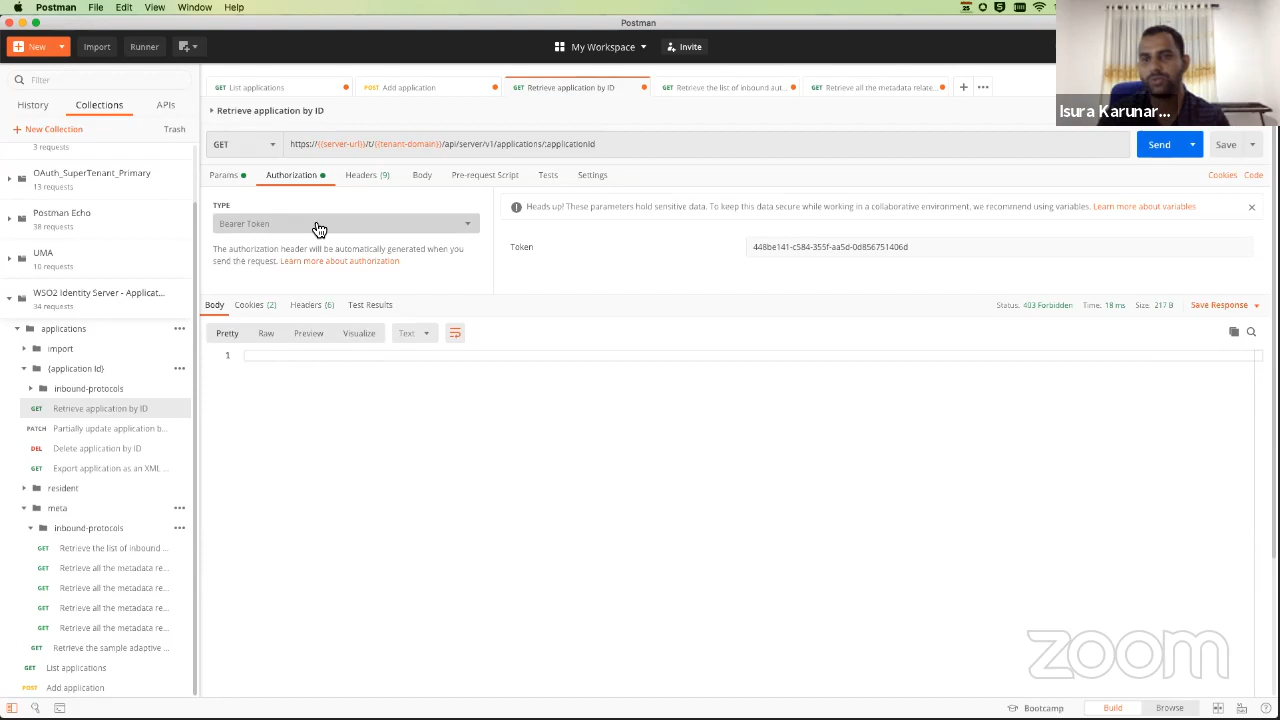 Postman File Edit View Window Help
Postman
New Import Runner My Workspace Invite
Isura Karunar...
Filter
History Collections APIs
New Collection Trash
3 requests
OAuth_SuperTenant_Primary
13 requests
Postman Echo
38 requests
UMA
10 requests
WSO2 Identity Server - Applicat...
34 requests
applications
import
{application Id}
inbound-protocols
GET Retrieve application by ID
PATCH Partially update application b...
DEL Delete application by ID
GET Export application as an XML ...
resident
meta
inbound-protocols
GET Retrieve the list of inbound ...
GET Retrieve all the metadata re...
GET Retrieve all the metadata re...
GET Retrieve all the metadata re...
GET Retrieve all the metadata re...
GET Retrieve the sample adaptive ...
GET List applications
POST Add application
GET List applications POST Add application GET Retrieve application by ID GET Retrieve the list of inbound aut... GET Retrieve all the metadata relate...
Retrieve application by ID
GET https://{{server-url}}/t/{{tenant-domain}}/api/server/v1/applications/:applicationId Send Save
Params Authorization Headers (9) Body Pre-request Script Tests Settings Cookies Code
TYPE
Bearer Token
The authorization header will be automatically generated when you
send the request. Learn more about authorization
Heads up! These parameters hold sensitive data. To keep this data secure while working in a collaborative environment, we recommend using variables. Learn more about variables
Token 448be141-c584-355f-aa5d-0d856751406d
Body Cookies (2) Headers (6) Test Results Status: 403 Forbidden Time: 18 ms Size: 217 B Save Response
Pretty Raw Preview Visualize Text
1
zoom
Bootcamp Build Browse